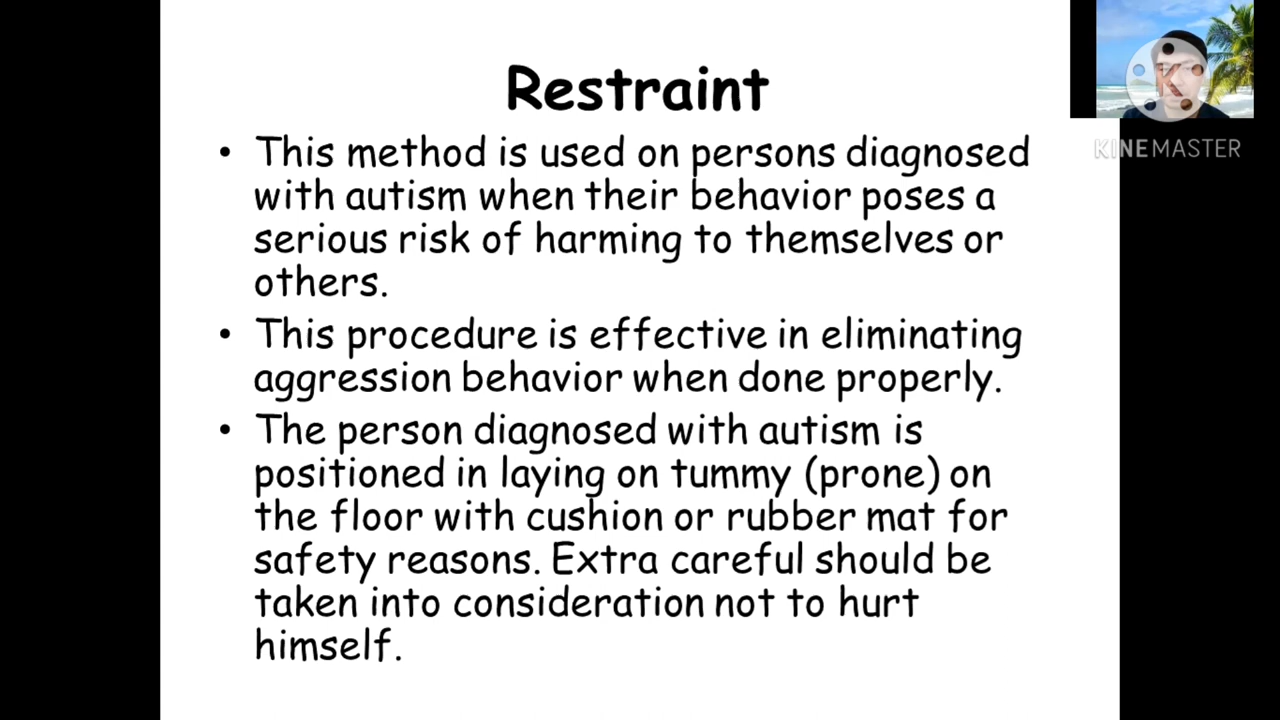 Restraint
• This method is used on persons diagnosed
with autism when their behavior poses a
serious risk of harming to themselves or
others.
• This procedure is effective in eliminating
aggression behavior when done properly.
• The person diagnosed with autism is
positioned in laying on tummy (prone) on
the floor with cushion or rubber mat for
safety reasons. Extra careful should be
taken into consideration not to hurt
himself.
KINEMASTER